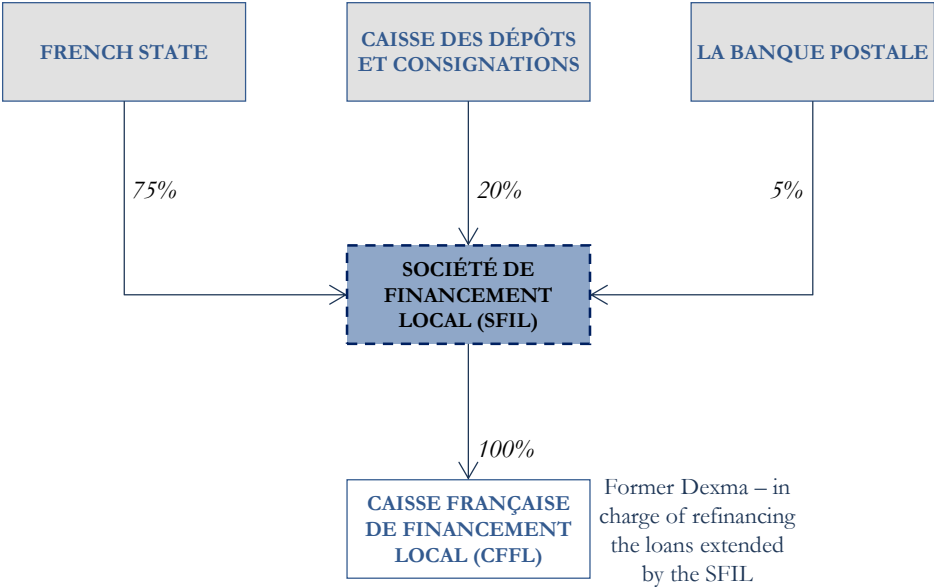 FRENCH STATE
CAISSE DES DÉPÔTS
ET CONSIGNATIONS
LA BANQUE POSTALE
75%
20%
5%
SOCIÉTÉ DE
FINANCEMENT
LOCAL (SFIL)
100%
CAISSE FRANÇAISE
DE FINANCEMENT
LOCAL (CFFL)
Former Dexma – in
charge of refinancing
the loans extended
by the SFIL